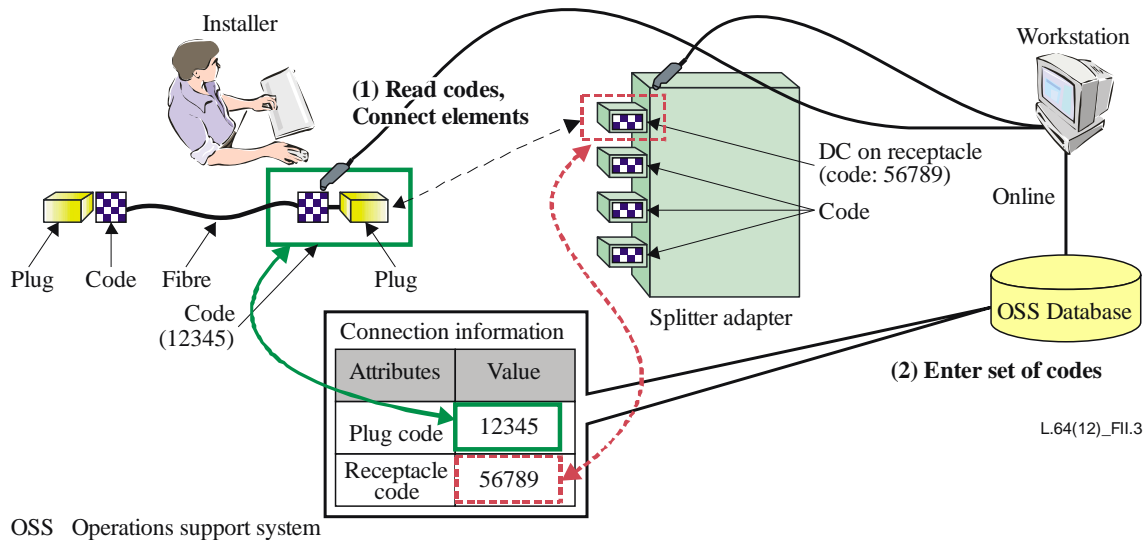 Installer
Workstation
(1) Read codes,
Connect elements
DC on receptacle
(code: 56789)
Code
Online
Plug
Code
Fibre
Plug
Code
(12345)
Splitter adapter
OSS Database
Connection information
Attributes
Value
Plug code
12345
Receptacle
code
56789
(2) Enter set of codes
L.64(12)_FII.3
OSS Operations support system